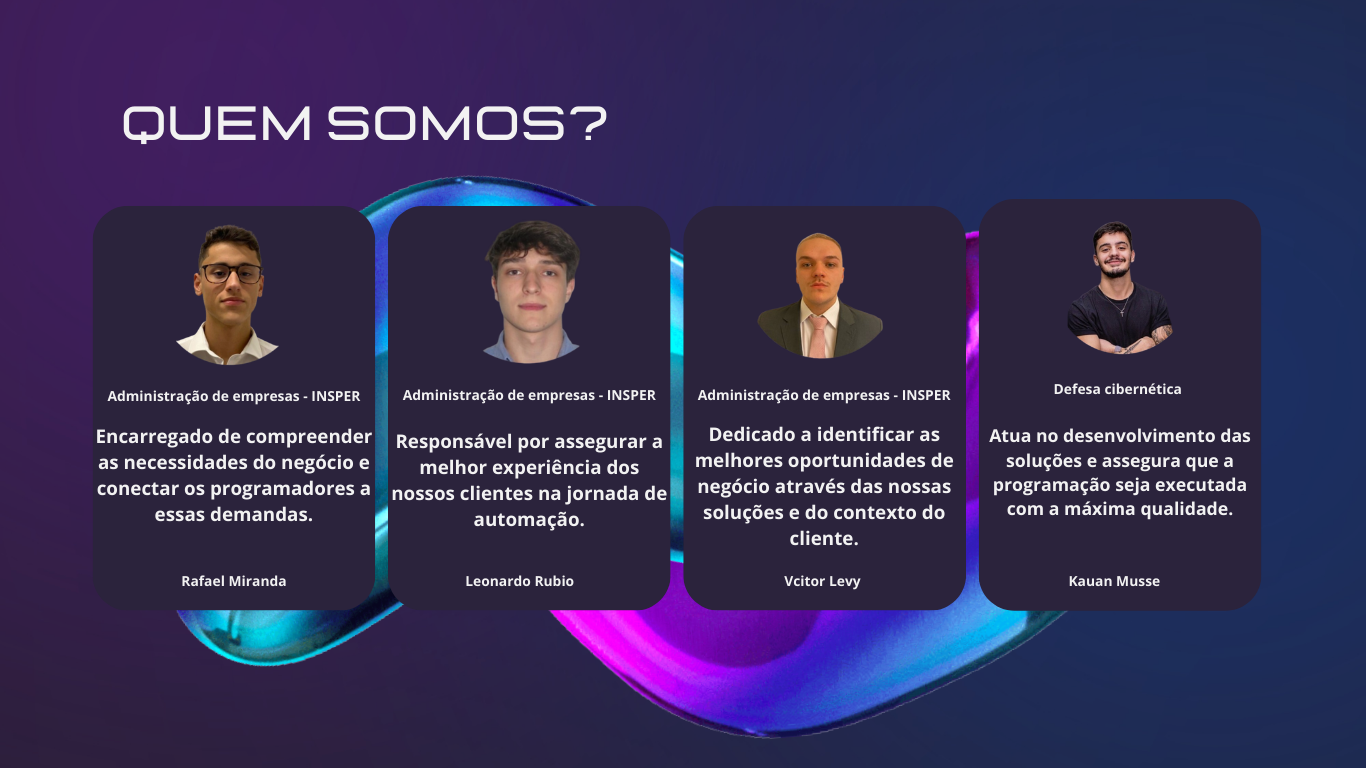 QUEM SOMOS?
Administração de empresas - INSPER
Encarregado de compreender
as necessidades do negócio e
conectar os programadores a
essas demandas.
Rafael Miranda
Administração de empresas - INSPER
Responsável por assegurar a
melhor experiência dos
nossos clientes na jornada de
automação.
Leonardo Rubio
Administração de empresas - INSPER
Dedicado a identificar as
melhores oportunidades de
negócio através das nossas
soluções e do contexto do
cliente.
Vcitor Levy
Defesa cibernética
Atua no desenvolvimento das
soluções e assegura que a
programação seja executada
com a máxima qualidade.
Kauan Musse